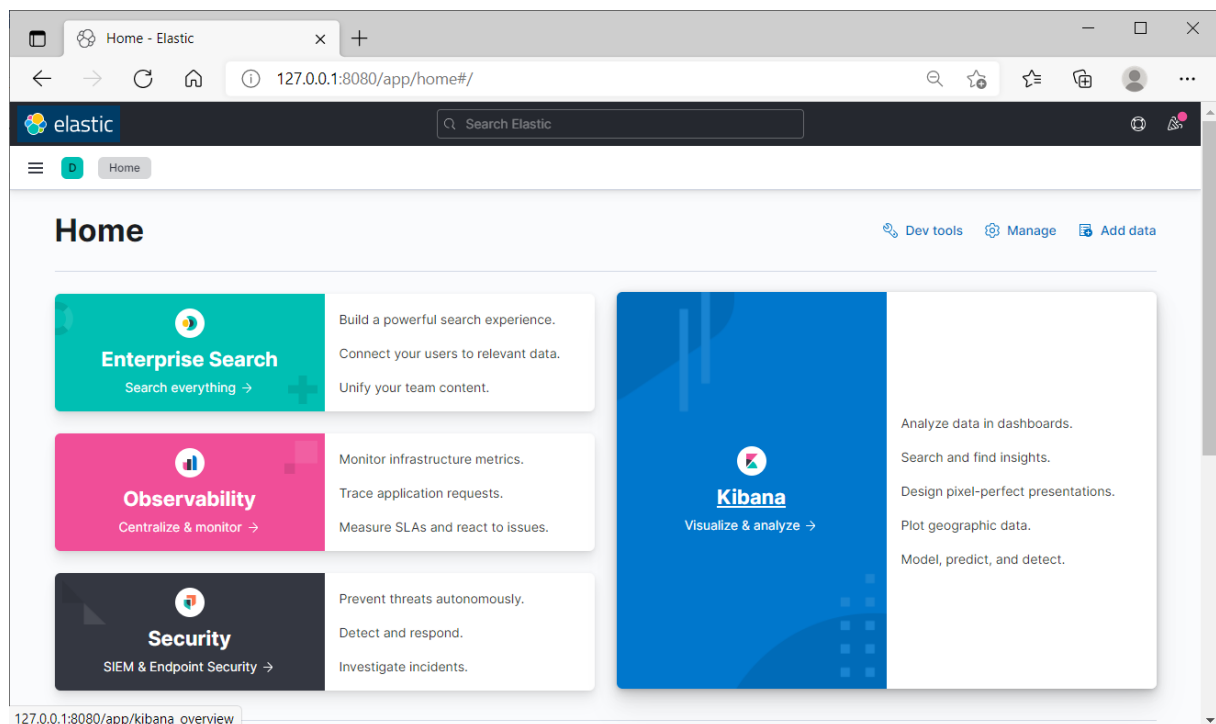 Home - Elastic
127.0.0.1:8080/app/home#/
elastic
Search Elastic
D
Home
Home
Dev tools
Manage
Add data
Enterprise Search
Search everything →
Build a powerful search experience.
Connect your users to relevant data.
Unify your team content.
Observability
Centralize & monitor →
Monitor infrastructure metrics.
Trace application requests.
Measure SLAs and react to issues.
Security
SIEM & Endpoint Security →
Prevent threats autonomously.
Detect and respond.
Investigate incidents.
Kibana
Visualize & analyze →
Analyze data in dashboards.
Search and find insights.
Design pixel-perfect presentations.
Plot geographic data.
Model, predict, and detect.
127.0.0.1:8080/app/kibana_overview